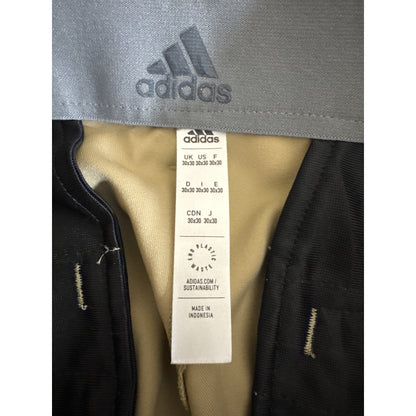 adidas
adidas
UK US F
30x30 30x30 30x30
D I E
30x30 30x30 30x30
CDN J
30x30 30x30
END PLASTIC
WASTE
ADIDAS.COM/
SUSTAINABILITY
MADE IN
INDONESIA